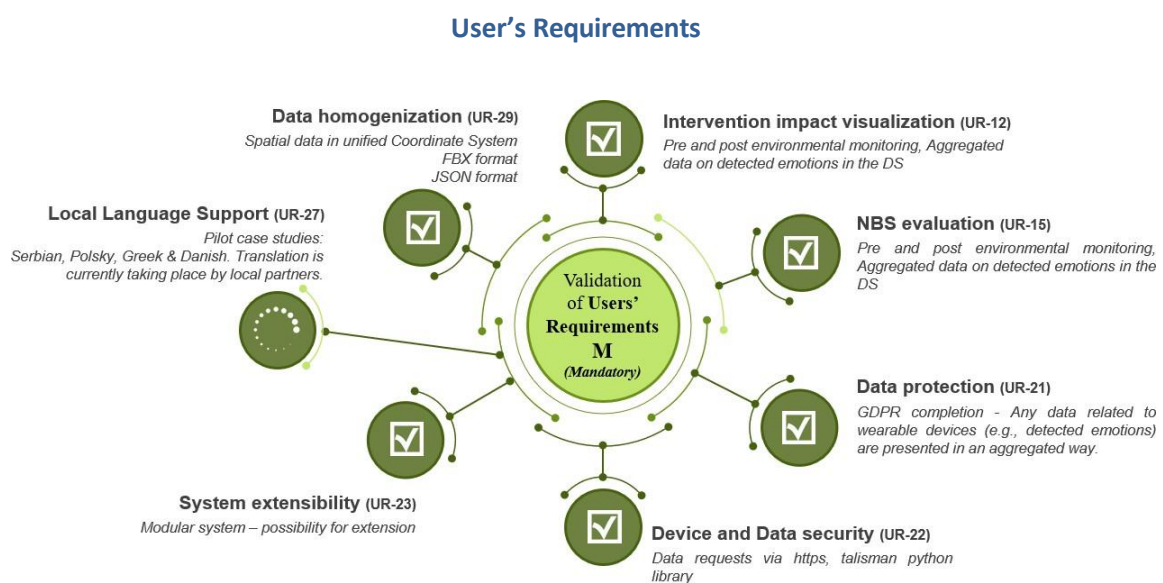 User's Requirements
Data homogenization (UR-29)
Spatial data in unified Coordinate System
FBX format
JSON format
Intervention impact visualization (UR-12)
Pre and post environmental monitoring, Aggregated
data on detected emotions in the DS
Local Language Support (UR-27)
Pilot case studies:
Serbian, Polsky, Greek & Danish. Translation is
currently taking place by local partners.
NBS evaluation (UR-15)
Pre and post environmental monitoring,
Aggregated data on detected emotions in the
DS
Validation
of Users'
Requirements
M
(Mandatory)
Data protection (UR-21)
GDPR completion - Any data related to
wearable devices (e.g., detected emotions)
are presented in an aggregated way.
System extensibility (UR-23)
Modular system – possibility for extension
Device and Data security (UR-22)
Data requests via https, talisman python
library